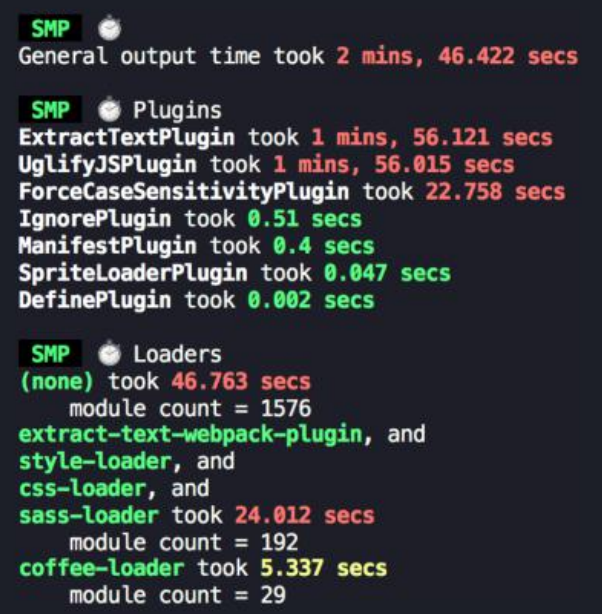 SMP ⏱
General output time took 2 mins, 46.422 secs
SMP ⏱ Plugins
ExtractTextPlugin took 1 mins, 56.121 secs
UglifyJSPlugin took 1 mins, 56.015 secs
ForceCaseSensitivityPlugin took 22.758 secs
IgnorePlugin took 0.51 secs
ManifestPlugin took 0.4 secs
SpriteLoaderPlugin took 0.047 secs
DefinePlugin took 0.002 secs
SMP ⏱ Loaders
(none) took 46.763 secs
module count = 1576
extract-text-webpack-plugin, and
style-loader, and
css-loader, and
sass-loader took 24.012 secs
module count = 192
coffee-loader took 5.337 secs
module count = 29